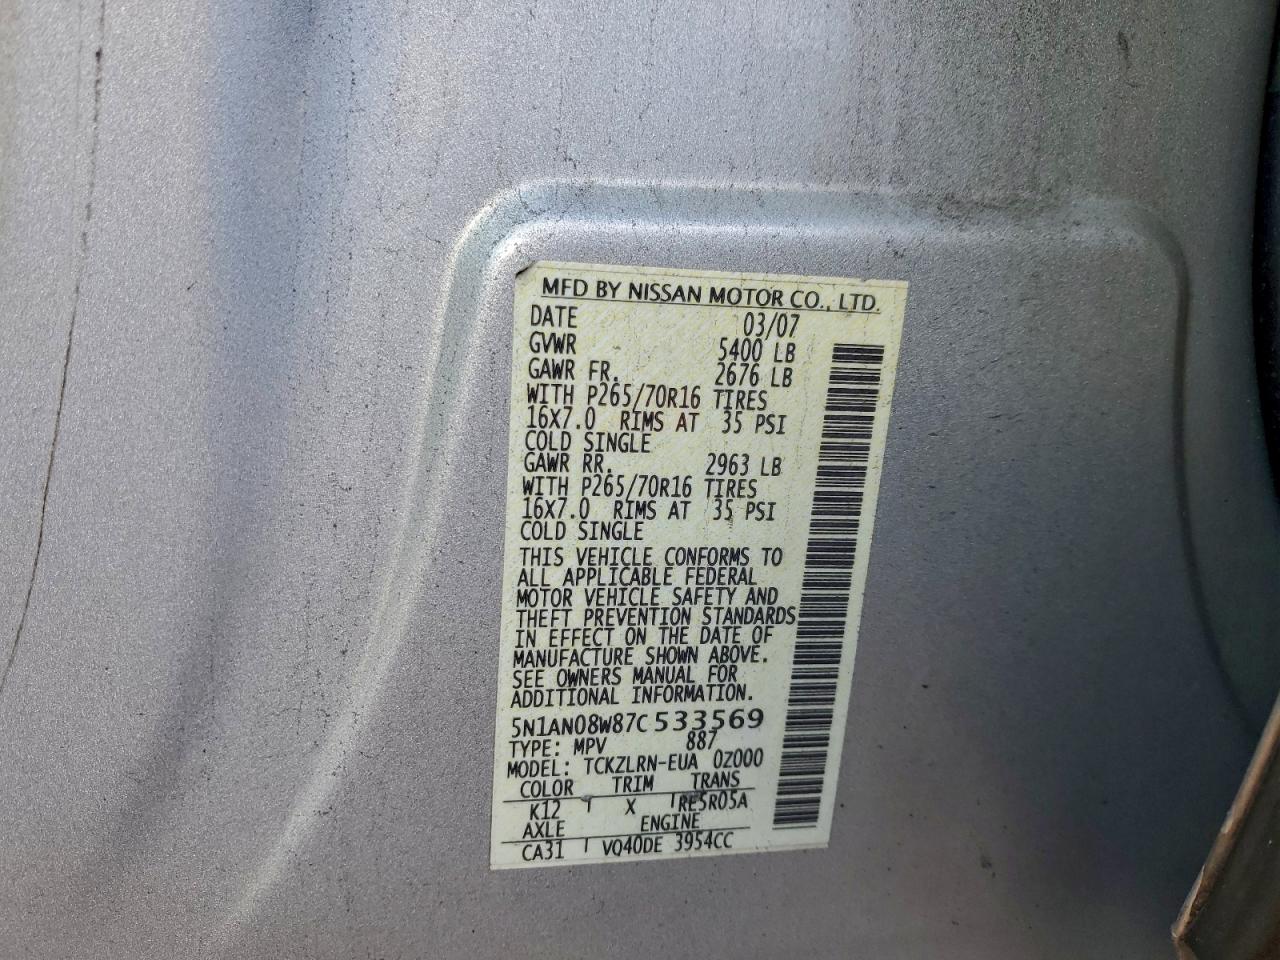 MFD BY NISSAN MOTOR CO., LTD.
DATE 03/07
GVWR 5400 LB
GAWR FR. 2676 LB
WITH P265/70R16 TIRES
16X7.0 RIMS AT 35 PSI
COLD SINGLE
GAWR RR. 2963 LB
WITH P265/70R16 TIRES
16X7.0 RIMS AT 35 PSI
COLD SINGLE
THIS VEHICLE CONFORMS TO
ALL APPLICABLE FEDERAL
MOTOR VEHICLE SAFETY AND
THEFT PREVENTION STANDARDS
IN EFFECT ON THE DATE OF
MANUFACTURE SHOWN ABOVE.
SEE OWNERS MANUAL FOR
ADDITIONAL INFORMATION.
5N1AN08W87C533569
TYPE: MPV 887
MODEL: TCKZLRN-EUA 0Z000
COLOR TRIM TRANS
K12 X RE5R05A
AXLE ENGINE
CA31 VQ40DE 3954CC